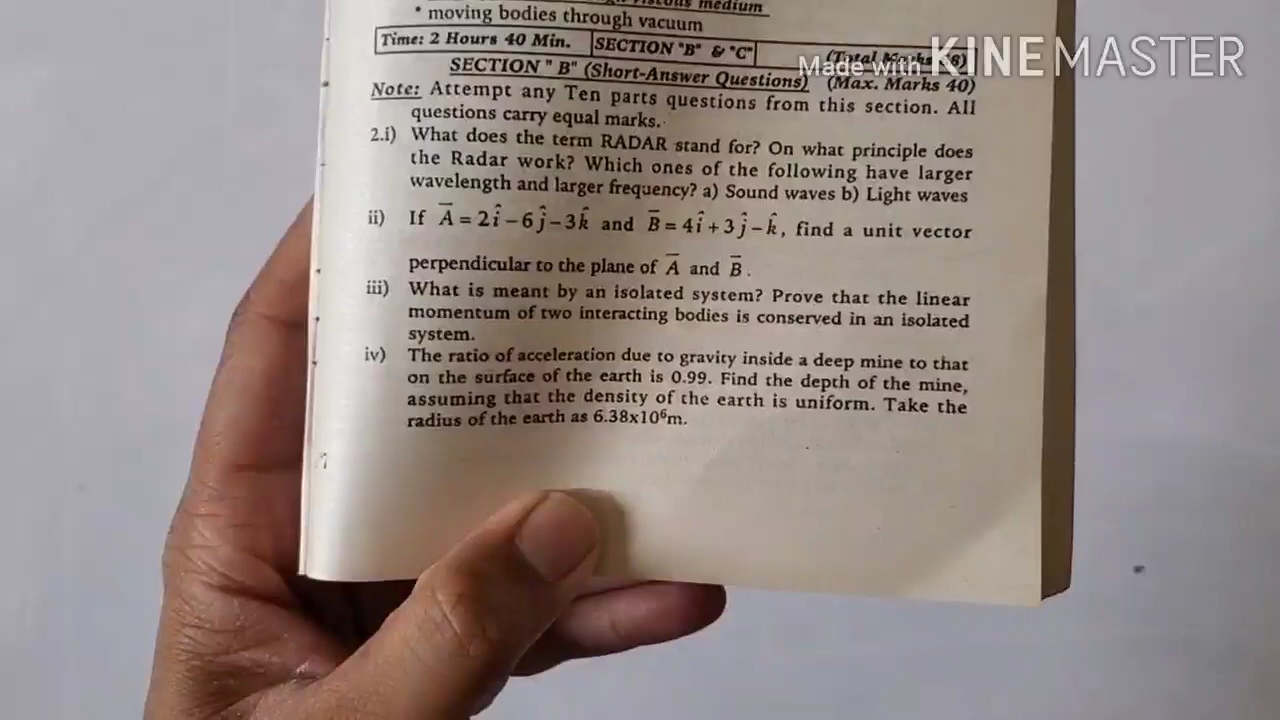 viscous medium
• moving bodies through vacuum
Time: 2 Hours 40 Min. SECTION "B" & "C" (Total
Made with KINEMASTER
SECTION " B" (Short-Answer Questions) (Max. Marks 40)
Note: Attempt any Ten parts questions from this section. All
questions carry equal marks.
2.i) What does the term RADAR stand for? On what principle does
the Radar work? Which ones of the following have larger
wavelength and larger frequency? a) Sound waves b) Light waves
ii) If A̅ = 2î – 6ĵ – 3k̂ and B̅ = 4î + 3ĵ – k̂, find a unit vector
perpendicular to the plane of A̅ and B̅.
iii) What is meant by an isolated system? Prove that the linear
momentum of two interacting bodies is conserved in an isolated
system.
iv) The ratio of acceleration due to gravity inside a deep mine to that
on the surface of the earth is 0.99. Find the depth of the mine,
assuming that the density of the earth is uniform. Take the
radius of the earth as 6.38x10⁶m.